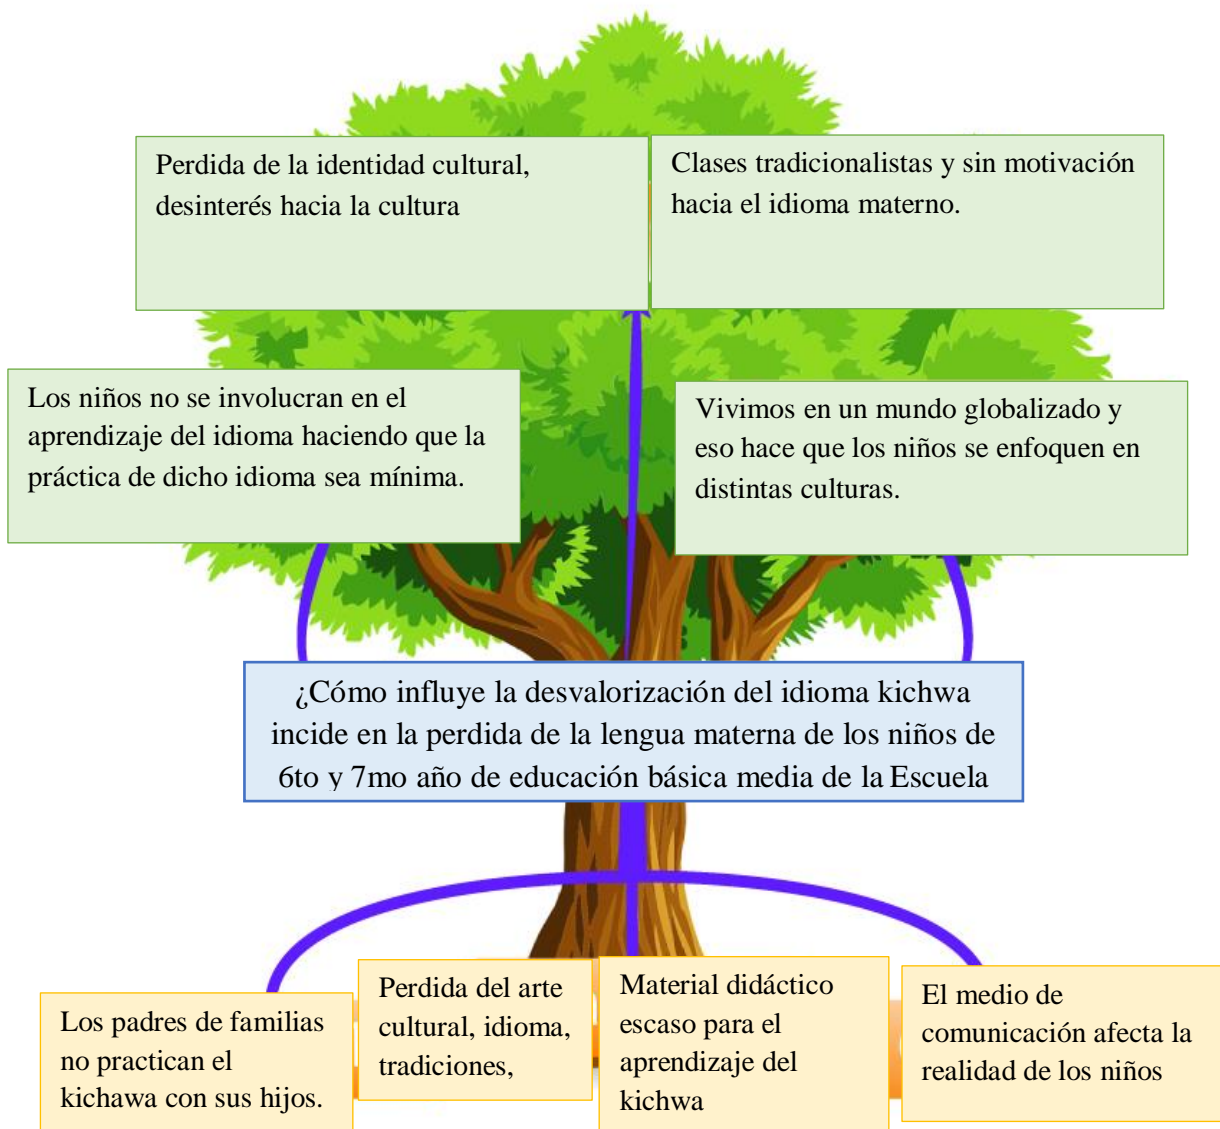 Perdida de la identidad cultural,
desinterés hacia la cultura
Clases tradicionalistas y sin motivación
hacia el idioma materno.
Los niños no se involucran en el
aprendizaje del idioma haciendo que la
práctica de dicho idioma sea mínima.
Vivimos en un mundo globalizado y
eso hace que los niños se enfoquen en
distintas culturas.
¿Cómo influye la desvalorización del idioma kichwa
incide en la perdida de la lengua materna de los niños de
6to y 7mo año de educación básica media de la Escuela
Los padres de familias
no practican el
kichawa con sus hijos.
Perdida del arte
cultural, idioma,
tradiciones,
Material didáctico
escaso para el
aprendizaje del
kichwa
El medio de
comunicación afecta la
realidad de los niños